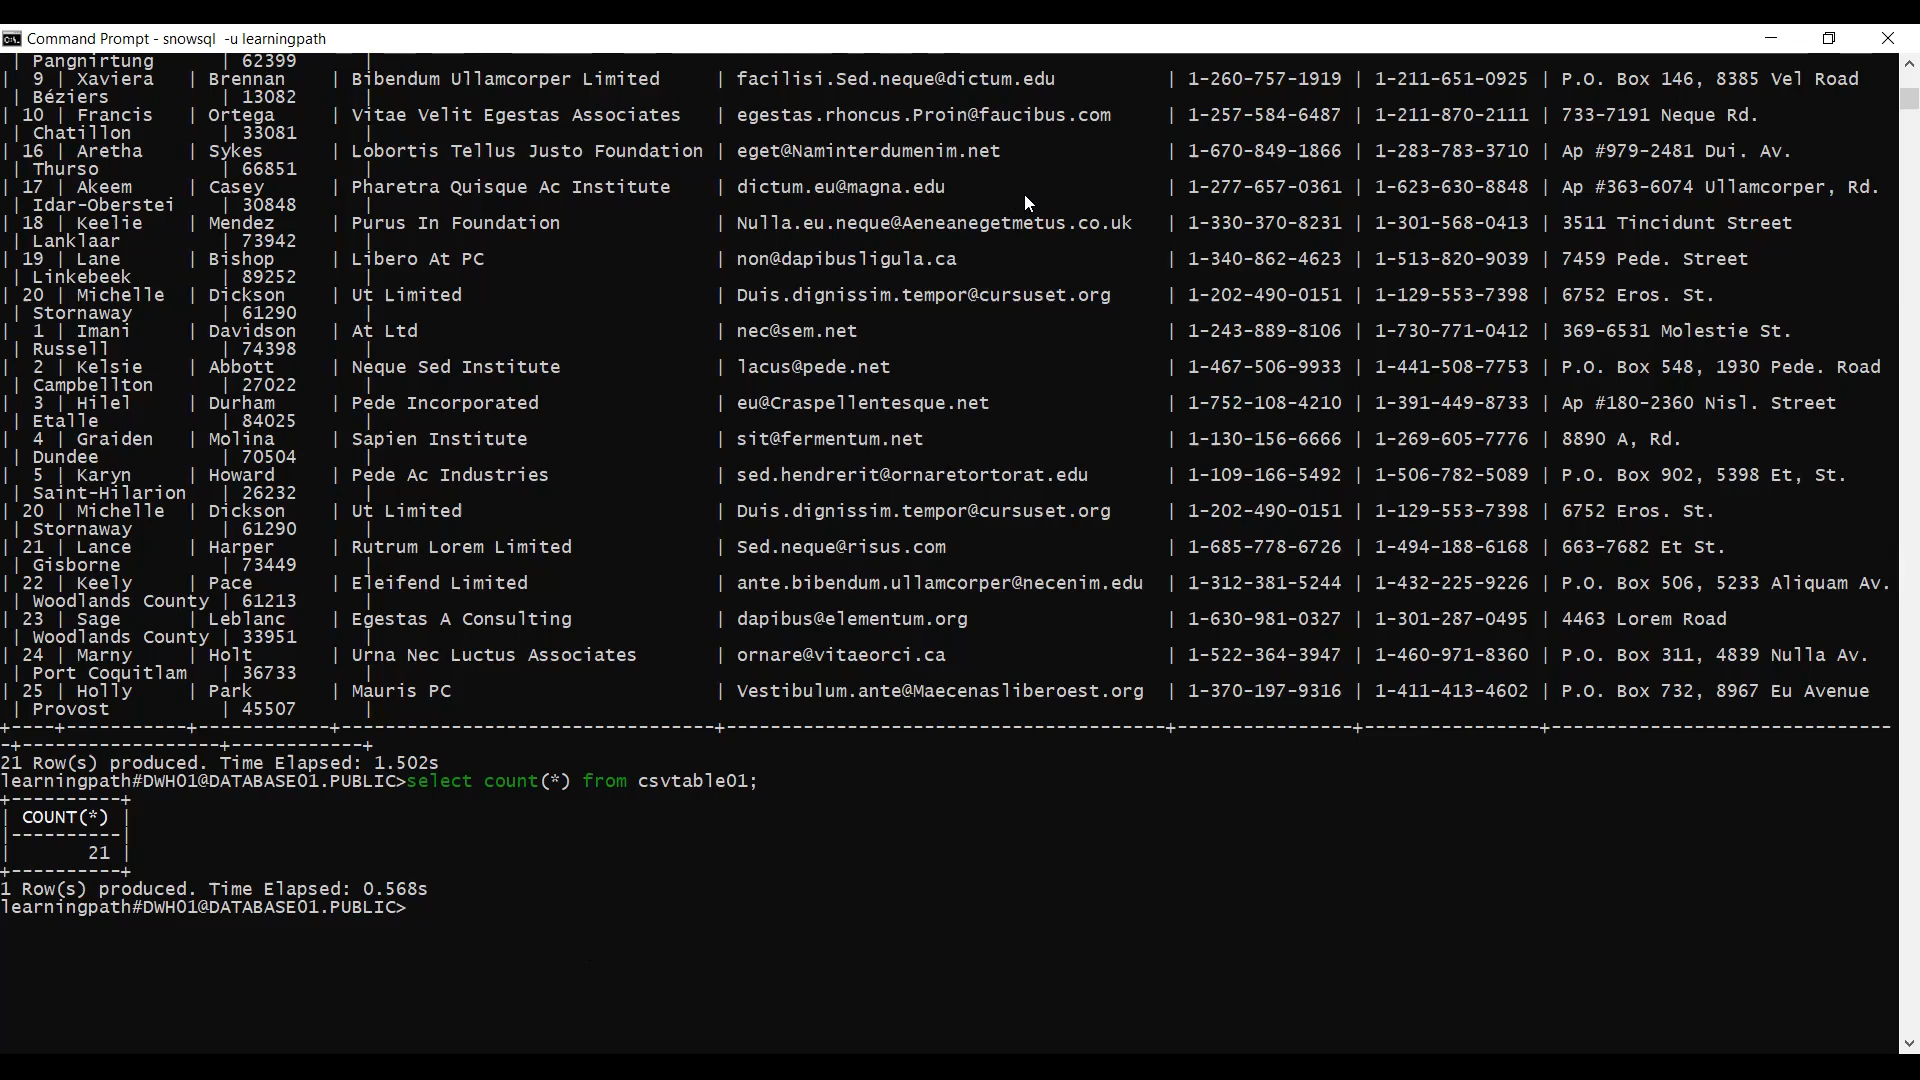 Command Prompt - snowsql  -u learningpath
 | Pangnirtung      | 62399      |
|  9 | Xaviera   | Brennan    | Bibendum Ullamcorper Limited     | facilisi.Sed.neque@dictum.edu          | 1-260-757-1919 | 1-211-651-0925 | P.O. Box 146, 8385 Vel Road
 | Béziers          | 13082      |
| 10 | Francis   | Ortega     | Vitae Velit Egestas Associates   | egestas.rhoncus.Proin@faucibus.com     | 1-257-584-6487 | 1-211-870-2111 | 733-7191 Neque Rd.
 | Chatillon        | 33081      |
| 16 | Aretha    | Sykes      | Lobortis Tellus Justo Foundation | eget@Naminterdumenim.net               | 1-670-849-1866 | 1-283-783-3710 | Ap #979-2481 Dui. Av.
 | Thurso           | 66851      |
| 17 | Akeem     | Casey      | Pharetra Quisque Ac Institute    | dictum.eu@magna.edu                    | 1-277-657-0361 | 1-623-630-8848 | Ap #363-6074 Ullamcorper, Rd.
 | Idar-Oberstei    | 30848      |
| 18 | Keelie    | Mendez     | Purus In Foundation              | Nulla.eu.neque@Aeneanegetmetus.co.uk   | 1-330-370-8231 | 1-301-568-0413 | 3511 Tincidunt Street
 | Lanklaar         | 73942      |
| 19 | Lane      | Bishop     | Libero At PC                     | non@dapibusligula.ca                   | 1-340-862-4623 | 1-513-820-9039 | 7459 Pede. Street
 | Linkebeek        | 89252      |
| 20 | Michelle  | Dickson    | Ut Limited                       | Duis.dignissim.tempor@cursuset.org     | 1-202-490-0151 | 1-129-553-7398 | 6752 Eros. St.
 | Stornaway        | 61290      |
|  1 | Imani     | Davidson   | At Ltd                           | nec@sem.net                            | 1-243-889-8106 | 1-730-771-0412 | 369-6531 Molestie St.
 | Russell          | 74398      |
|  2 | Kelsie    | Abbott     | Neque Sed Institute              | lacus@pede.net                         | 1-467-506-9933 | 1-441-508-7753 | P.O. Box 548, 1930 Pede. Road
 | Campbellton      | 27022      |
|  3 | Hilel     | Durham     | Pede Incorporated                | eu@Craspellentesque.net                | 1-752-108-4210 | 1-391-449-8733 | Ap #180-2360 Nisl. Street
 | Etalle           | 84025      |
|  4 | Graiden   | Molina     | Sapien Institute                 | sit@fermentum.net                      | 1-130-156-6666 | 1-269-605-7776 | 8890 A, Rd.
 | Dundee           | 70504      |
|  5 | Karyn     | Howard     | Pede Ac Industries               | sed.hendrerit@ornaretortorat.edu       | 1-109-166-5492 | 1-506-782-5089 | P.O. Box 902, 5398 Et, St.
 | Saint-Hilarion   | 26232      |
| 20 | Michelle  | Dickson    | Ut Limited                       | Duis.dignissim.tempor@cursuset.org     | 1-202-490-0151 | 1-129-553-7398 | 6752 Eros. St.
 | Stornaway        | 61290      |
| 21 | Lance     | Harper     | Rutrum Lorem Limited             | Sed.neque@risus.com                    | 1-685-778-6726 | 1-494-188-6168 | 663-7682 Et St.
 | Gisborne         | 73449      |
| 22 | Keely     | Pace       | Eleifend Limited                 | ante.bibendum.ullamcorper@necenim.edu  | 1-312-381-5244 | 1-432-225-9226 | P.O. Box 506, 5233 Aliquam Av.
 | Woodlands County | 61213      |
| 23 | Sage      | Leblanc    | Egestas A Consulting             | dapibus@elementum.org                  | 1-630-981-0327 | 1-301-287-0495 | 4463 Lorem Road
 | Woodlands County | 33951      |
| 24 | Marny     | Holt       | Urna Nec Luctus Associates       | ornare@vitaeorci.ca                    | 1-522-364-3947 | 1-460-971-8360 | P.O. Box 311, 4839 Nulla Av.
 | Port Coquitlam   | 36733      |
| 25 | Holly     | Park       | Mauris PC                        | Vestibulum.ante@Maecenasliberoest.org  | 1-370-197-9316 | 1-411-413-4602 | P.O. Box 732, 8967 Eu Avenue
 | Provost          | 45507      |
+----+-----------+------------+----------------------------------+----------------------------------------+----------------+----------------+-------------------------------
-+------------------+------------+
21 Row(s) produced. Time Elapsed: 1.502s
learningpath#DWH01@DATABASE01.PUBLIC>select count(*) from csvtable01;
+----------+
| COUNT(*) |
|----------|
|       21 |
+----------+
1 Row(s) produced. Time Elapsed: 0.568s
learningpath#DWH01@DATABASE01.PUBLIC>